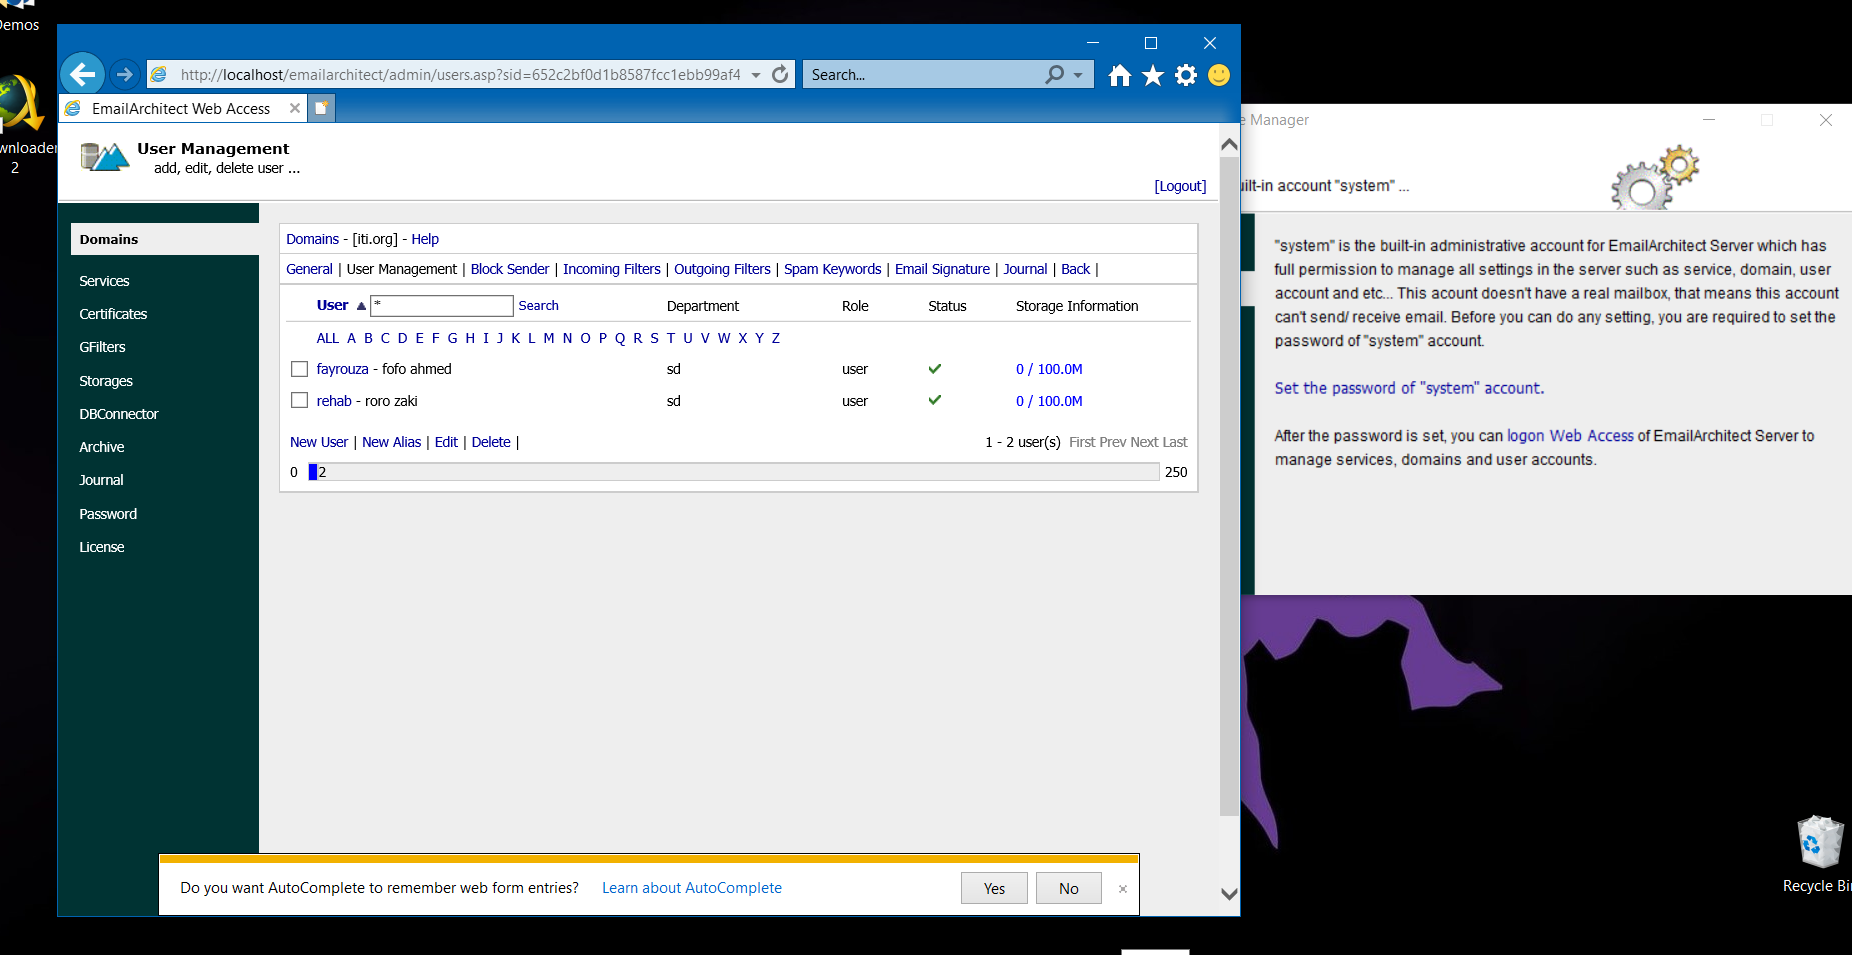 Demos
wnloader
2
http://localhost/emailarchitect/admin/users.asp?sid=652c2bf0d1b8587fcc1ebb99af4
Search...
EmailArchitect Web Access
User Management
add, edit, delete user ...
[Logout]
Domains
Services
Certificates
GFilters
Storages
DBConnector
Archive
Journal
Password
License
Domains - [iti.org] - Help
General | User Management | Block Sender | Incoming Filters | Outgoing Filters | Spam Keywords | Email Signature | Journal | Back |
User * Search Department Role Status Storage Information
ALL A B C D E F G H I J K L M N O P Q R S T U V W X Y Z
fayrouza - fofo ahmed sd user 0 / 100.0M
rehab - roro zaki sd user 0 / 100.0M
New User | New Alias | Edit | Delete | 1 - 2 user(s) First Prev Next Last
0 2 250
Do you want AutoComplete to remember web form entries? Learn about AutoComplete Yes No
e Manager
uilt-in account "system" ...
"system" is the built-in administrative account for EmailArchitect Server which has
full permission to manage all settings in the server such as service, domain, user
account and etc... This acount doesn't have a real mailbox, that means this account
can't send/ receive email. Before you can do any setting, you are required to set the
password of "system" account.
Set the password of "system" account.
After the password is set, you can logon Web Access of EmailArchitect Server to
manage services, domains and user accounts.
Recycle Bi